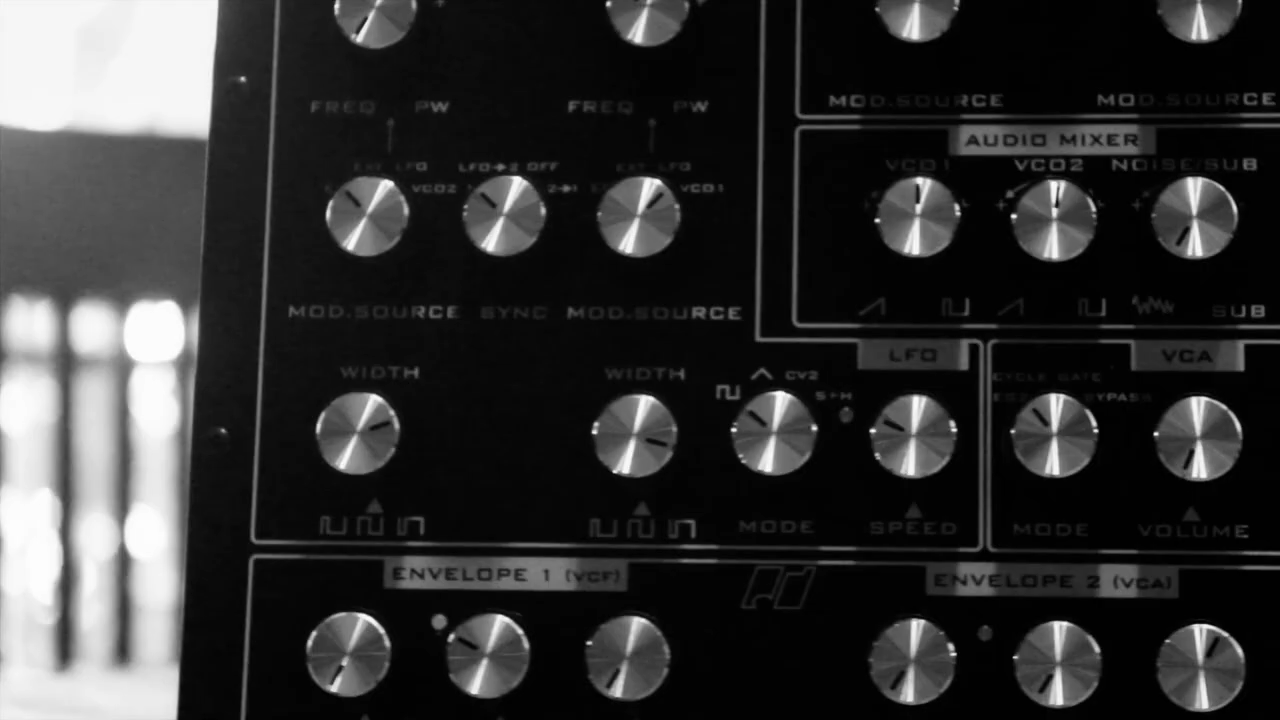 FREQ PW
FREQ PW
MOD.SOURCE
MOD.SOURCE
AUDIO MIXER
VCO1
VCO2
NOISE/SUB
EXT LFO
VCO2
LFO→2 OFF
2→1
EXT LFO
VCO1
MOD.SOURCE
SYNC
MOD.SOURCE
SUB
LFO
VCA
WIDTH
WIDTH
CV2
S+H
CYCLE GATE
EG2
BYPASS
MODE
SPEED
MODE
VOLUME
ENVELOPE 1 (VCF)
ENVELOPE 2 (VCA)